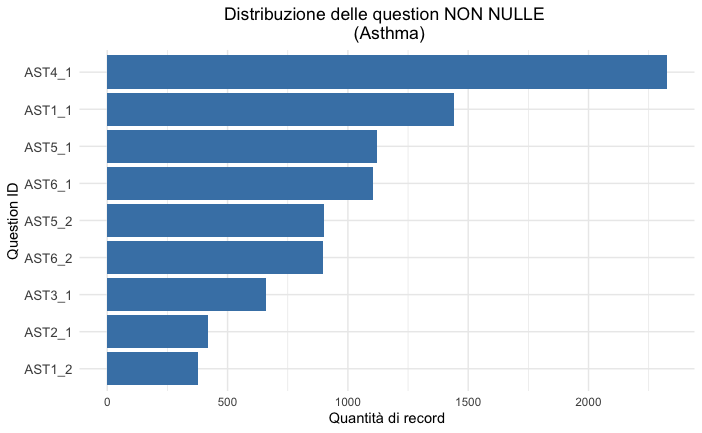 Distribuzione delle question NON NULLE
(Asthma)
Question ID
AST4_1
AST1_1
AST5_1
AST6_1
AST5_2
AST6_2
AST3_1
AST2_1
AST1_2
0 500 1000 1500 2000
Quantità di record